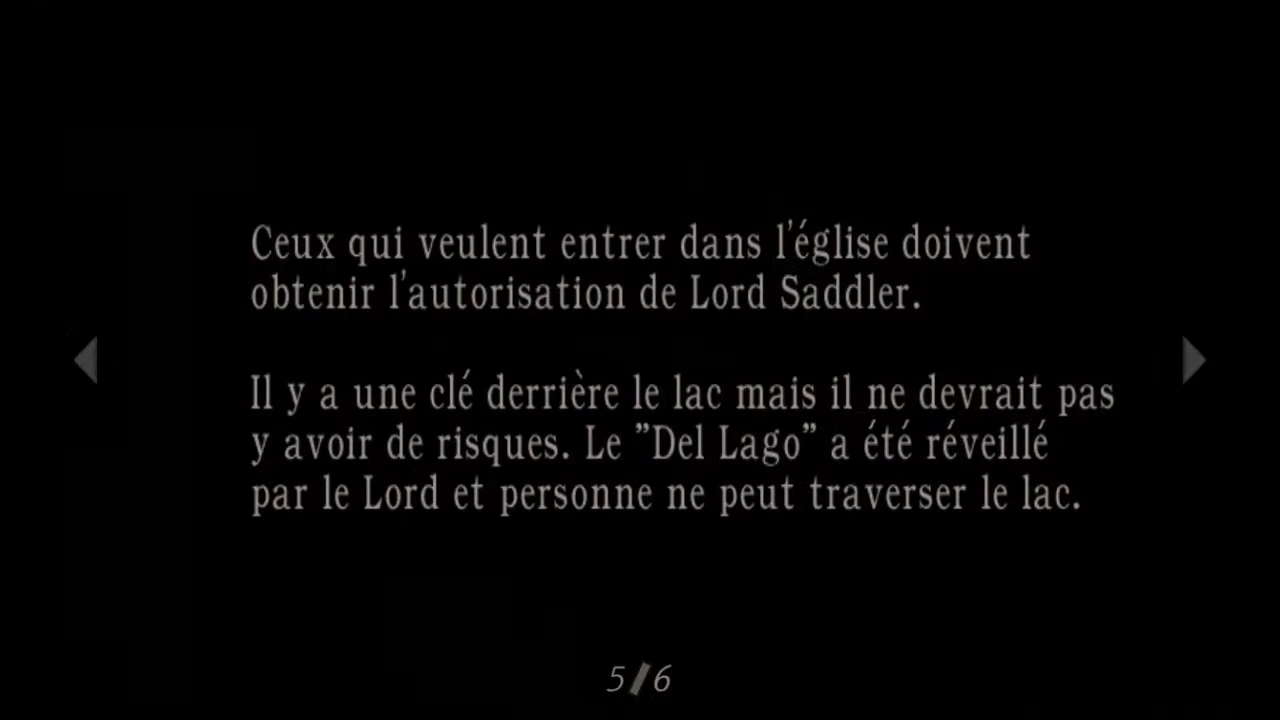 Ceux qui veulent entrer dans l'église doivent
obtenir l'autorisation de Lord Saddler.
Il y a une clé derrière le lac mais il ne devrait pas
y avoir de risques. Le ”Del Lago” a été réveillé
par le Lord et personne ne peut traverser le lac.
5/6